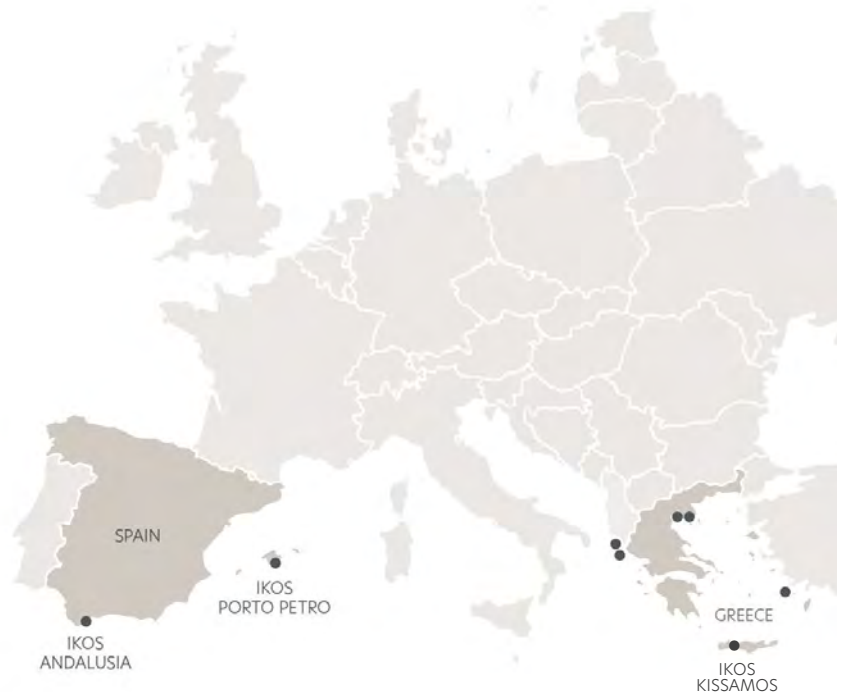 SPAIN
IKOS
PORTO PETRO
IKOS
ANDALUSIA
GREECE
IKOS
KISSAMOS